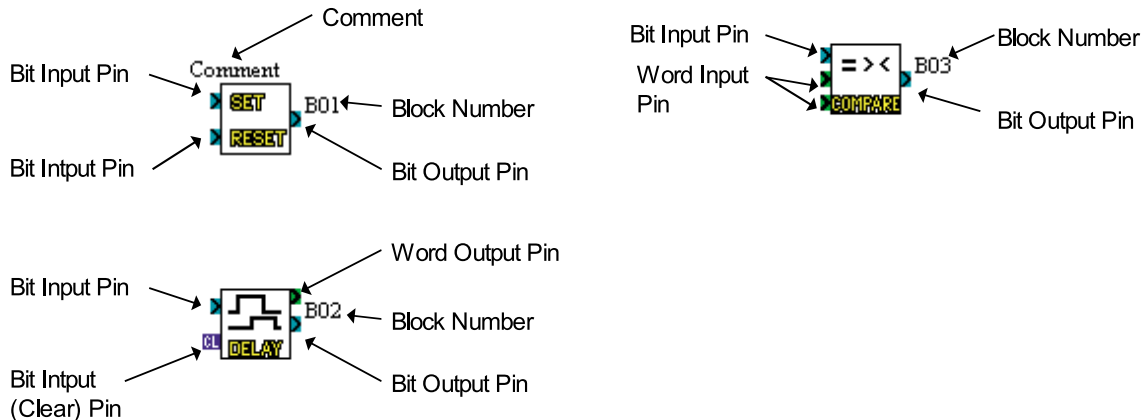 Comment
Bit Input Pin
Comment
SET
B01
Block Number
RESET
Bit Intput Pin
Bit Output Pin
Bit Input Pin
Block Number
= > <
B03
Word Input
Pin
COMPARE
Bit Output Pin
Word Output Pin
Bit Input Pin
B02
Block Number
CL
DELAY
Bit Intput
(Clear) Pin
Bit Output Pin